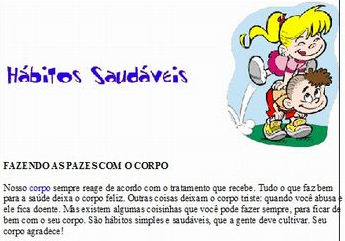 Hábitos Saudáveis
FAZENDO AS PAZES COM O CORPO
Nosso corpo sempre reage de acordo com o tratamento que recebe. Tudo o que faz bem
para a saúde deixa o corpo feliz. Outras coisas deixam o corpo triste: quando você abusa e
ele fica doente. Mas existem algumas coisinhas que você pode fazer sempre, para ficar de
bem com o seu corpo. São hábitos simples e saudáveis, que a gente deve cultivar. Seu
corpo agradece!